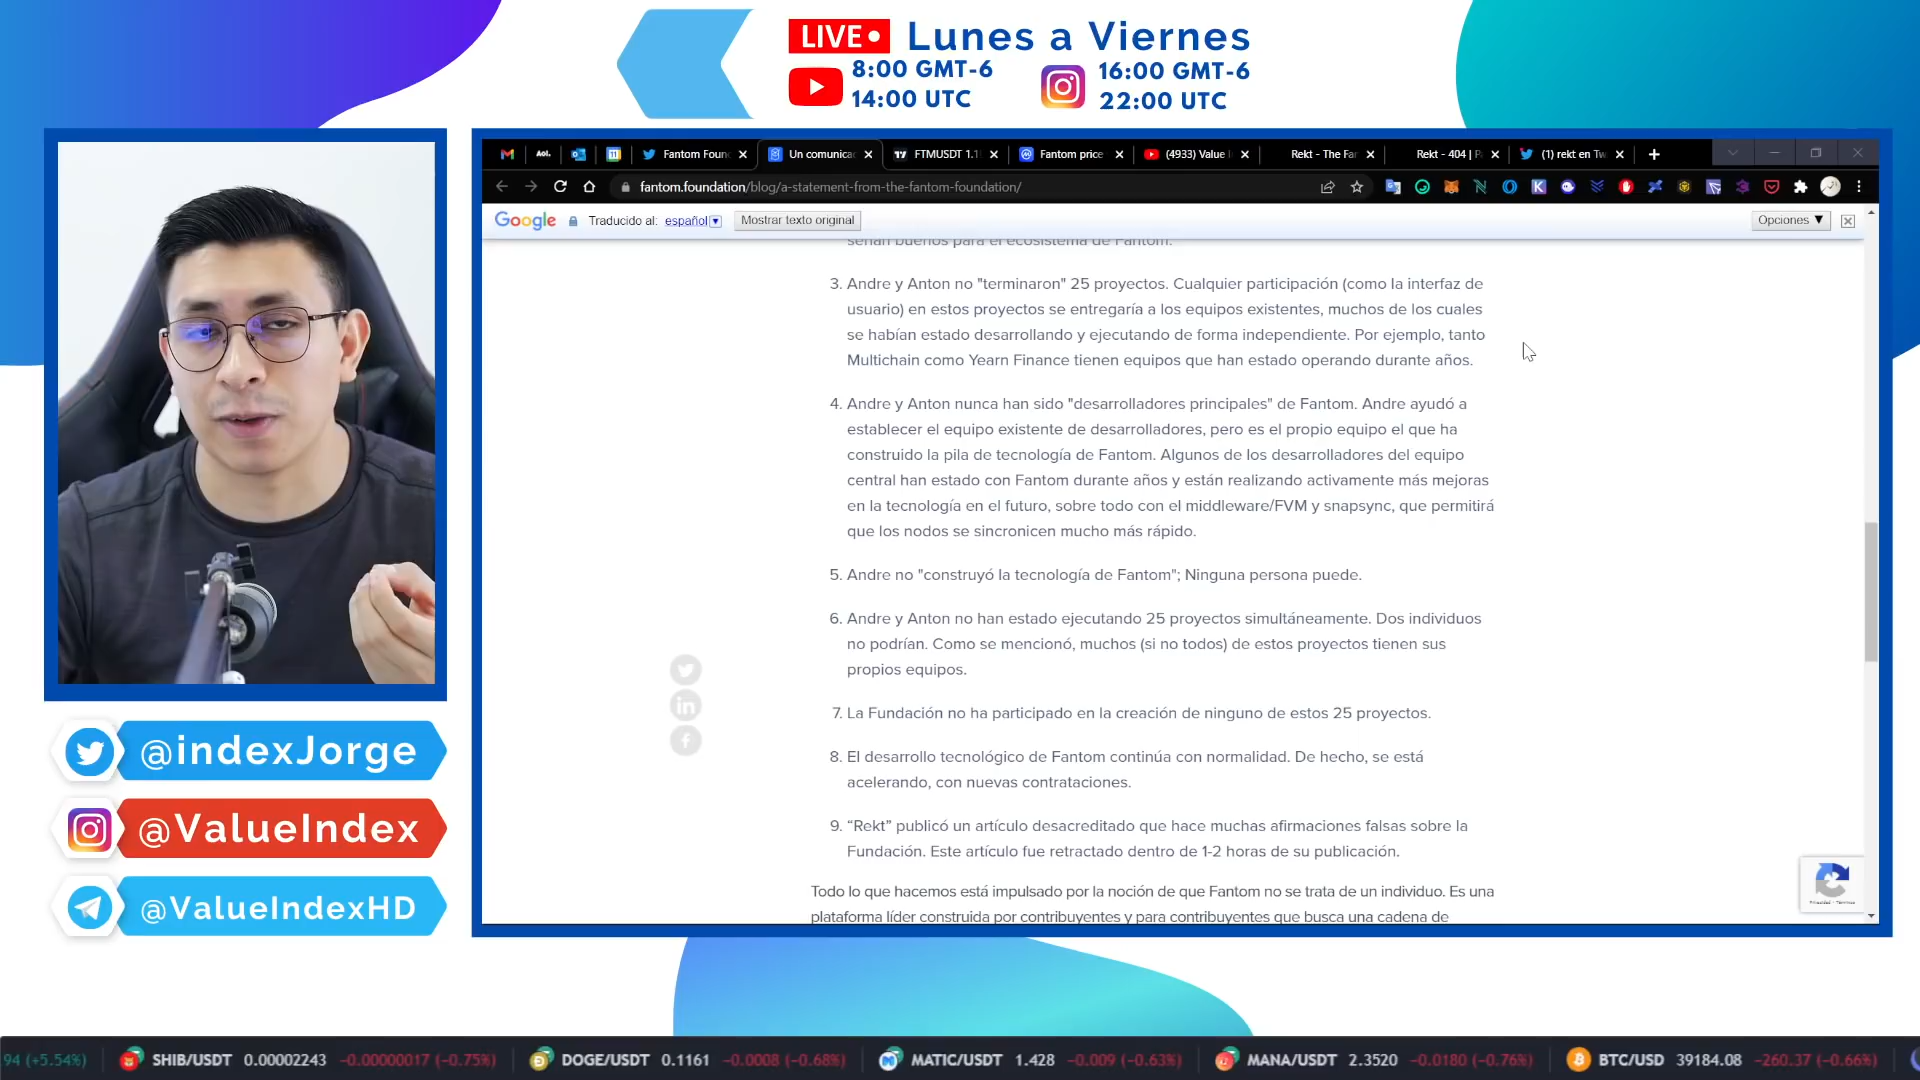 LIVE Lunes a Viernes
8:00 GMT-6
14:00 UTC
16:00 GMT-6
22:00 UTC
Aol.
Fantom Foun
Un comunica
FTMUSDT 1.1
Fantom price
(4933) Value I
Rekt - The Fan
Rekt - 404 | P
(1) rekt en Tw
fantom.foundation/blog/a-statement-from-the-fantom-foundation/
Google Traducido al: español Mostrar texto original Opciones
serían buenos para el ecosistema de Fantom.
3. Andre y Anton no "terminaron" 25 proyectos. Cualquier participación (como la interfaz de
usuario) en estos proyectos se entregaría a los equipos existentes, muchos de los cuales
se habían estado desarrollando y ejecutando de forma independiente. Por ejemplo, tanto
Multichain como Yearn Finance tienen equipos que han estado operando durante años.
4. Andre y Anton nunca han sido "desarrolladores principales" de Fantom. Andre ayudó a
establecer el equipo existente de desarrolladores, pero es el propio equipo el que ha
construido la pila de tecnología de Fantom. Algunos de los desarrolladores del equipo
central han estado con Fantom durante años y están realizando activamente más mejoras
en la tecnología en el futuro, sobre todo con el middleware/FVM y snapsync, que permitirá
que los nodos se sincronicen mucho más rápido.
5. Andre no "construyó la tecnología de Fantom"; Ninguna persona puede.
6. Andre y Anton no han estado ejecutando 25 proyectos simultáneamente. Dos individuos
no podrían. Como se mencionó, muchos (si no todos) de estos proyectos tienen sus
propios equipos.
7. La Fundación no ha participado en la creación de ninguno de estos 25 proyectos.
8. El desarrollo tecnológico de Fantom continúa con normalidad. De hecho, se está
acelerando, con nuevas contrataciones.
9. “Rekt” publicó un artículo desacreditado que hace muchas afirmaciones falsas sobre la
Fundación. Este artículo fue retractado dentro de 1-2 horas de su publicación.
Todo lo que hacemos está impulsado por la noción de que Fantom no se trata de un individuo. Es una
plataforma líder construida por contribuyentes y para contribuyentes que busca una cadena de
Privacidad - Términos
@indexJorge
@ValueIndex
@ValueIndexHD
94 (+5.54%) SHIB/USDT 0.00002243 −0.00000017 (−0.75%) DOGE/USDT 0.1161 −0.0008 (−0.68%) MATIC/USDT 1.428 −0.009 (−0.63%) MANA/USDT 2.3520 −0.0180 (−0.76%) BTC/USD 39184.08 −260.37 (−0.66%)